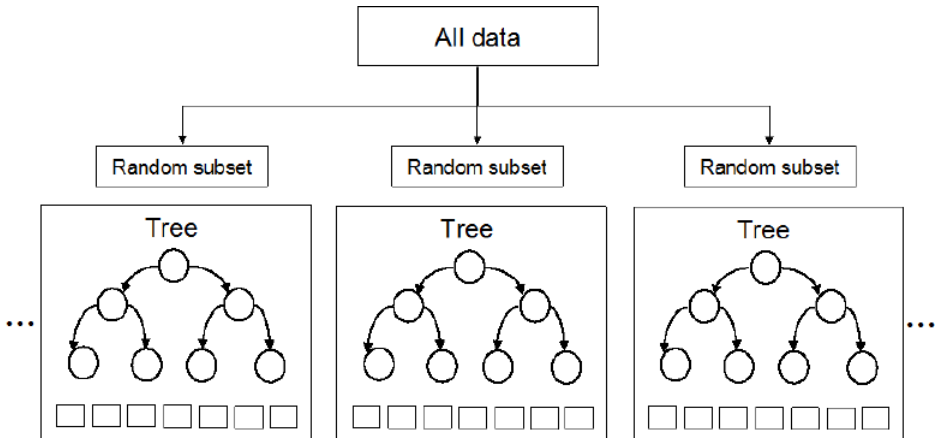 All data
Random subset
Random subset
Random subset
Tree
Tree
Tree
...
...